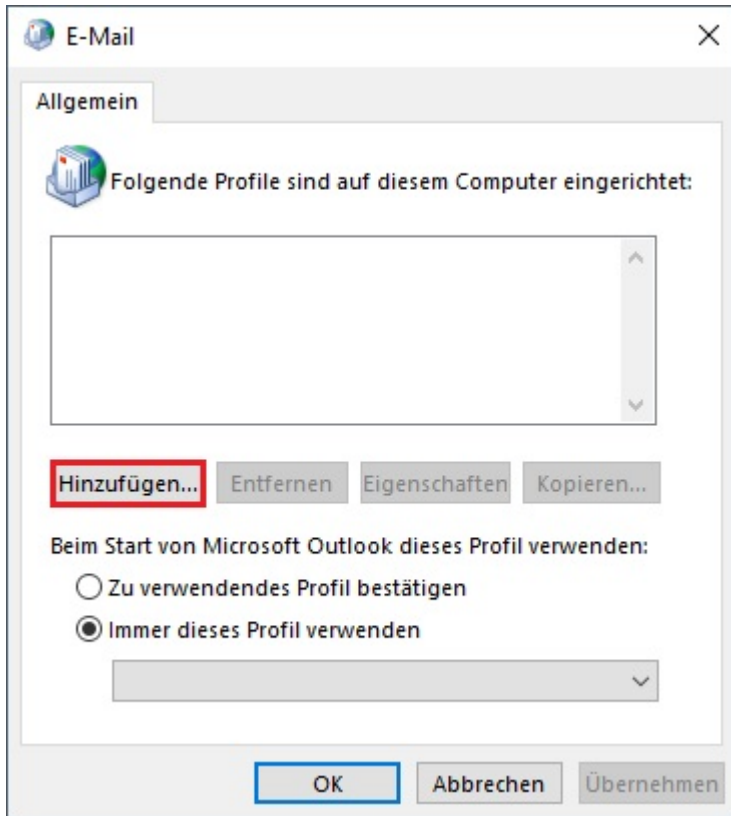 E-Mail
Allgemein
Folgende Profile sind auf diesem Computer eingerichtet:
Hinzufügen... Entfernen Eigenschaften Kopieren...
Beim Start von Microsoft Outlook dieses Profil verwenden:
Zu verwendendes Profil bestätigen
Immer dieses Profil verwenden
OK Abbrechen Übernehmen